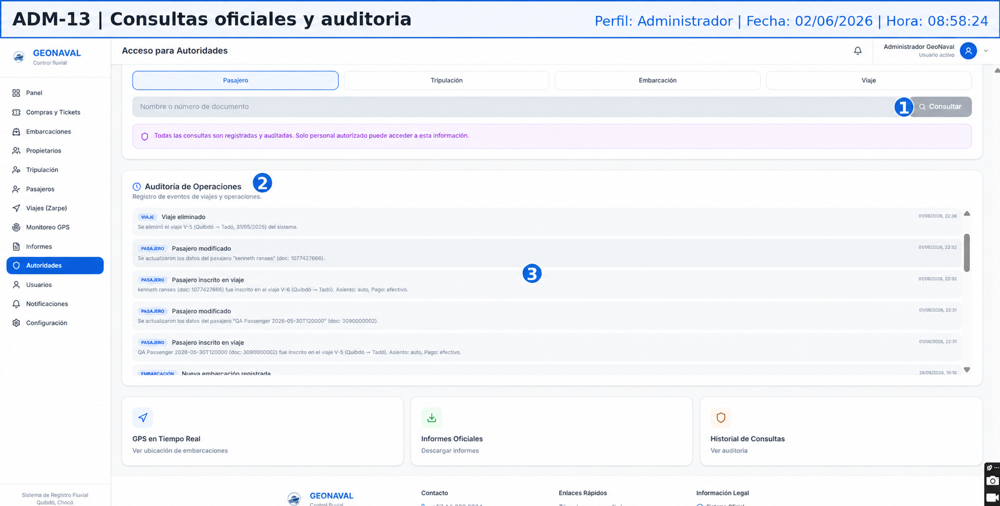 ADM-13 | Consultas oficiales y auditoria
Perfil: Administrador | Fecha: 02/06/2026 | Hora: 08:58:24
GEONAVAL
Control fluvial
Acceso para Autoridades
Administrador GeoNaval
Usuario activo
Panel
Compras y Tickets
Embarcaciones
Propietarios
Tripulación
Pasajeros
Viajes (Zarpe)
Monitoreo GPS
Informes
Autoridades
Usuarios
Notificaciones
Configuración
Sistema de Registro Fluvial
Quibdó, Chocó
Pasajero
Tripulación
Embarcación
Viaje
Nombre o número de documento
1
Consultar
Todas las consultas son registradas y auditadas. Solo personal autorizado puede acceder a esta información.
Auditoría de Operaciones
2
Registro de eventos de viajes y operaciones.
VIAJE Viaje eliminado 01/06/2026, 22:38
Se eliminó el viaje V-5 (Quibdó → Tadó, 31/05/2026) del sistema.
PASAJERO Pasajero modificado 01/06/2026, 22:32
Se actualizaron los datos del pasajero "kenneth ranses" (doc: 1077427666).
3
PASAJERO Pasajero inscrito en viaje 01/06/2026, 22:32
kenneth ranses (doc: 1077427666) fue inscrito en el viaje V-6 (Quibdó → Tadó). Asiento: auto, Pago: efectivo.
PASAJERO Pasajero modificado 01/06/2026, 22:31
Se actualizaron los datos del pasajero "QA Passenger 2026-05-30T120000" (doc: 3090000002).
PASAJERO Pasajero inscrito en viaje 01/06/2026, 22:31
QA Passenger 2026-05-30T120000 (doc: 3090000002) fue inscrito en el viaje V-5 (Quibdó → Tadó). Asiento: auto, Pago: efectivo.
EMBARCACIÓN Nueva embarcación registrada 29/05/2026, 19:10
GPS en Tiempo Real
Ver ubicación de embarcaciones
Informes Oficiales
Descargar informes
Historial de Consultas
Ver auditoria
GEONAVAL
Control fluvial
Contacto
Enlaces Rápidos
Información Legal
Sistema Oficial